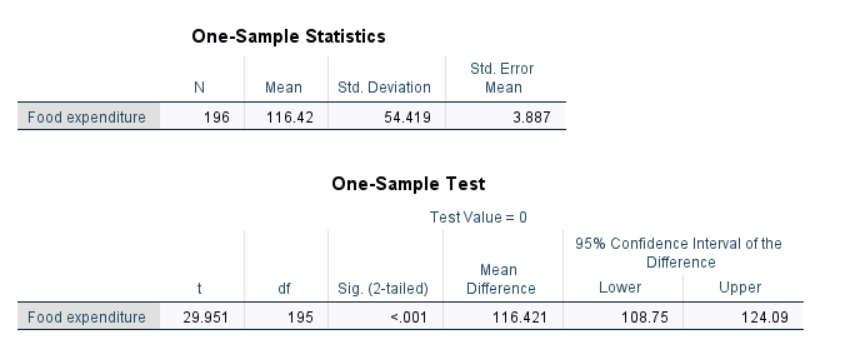 One-Sample Statistics
N Mean Std. Deviation Std. Error Mean
Food expenditure 196 116.42 54.419 3.887
One-Sample Test
Test Value = 0
t df Sig. (2-tailed) Mean Difference 95% Confidence Interval of the Difference
Lower Upper
Food expenditure 29.951 195 <.001 116.421 108.75 124.09